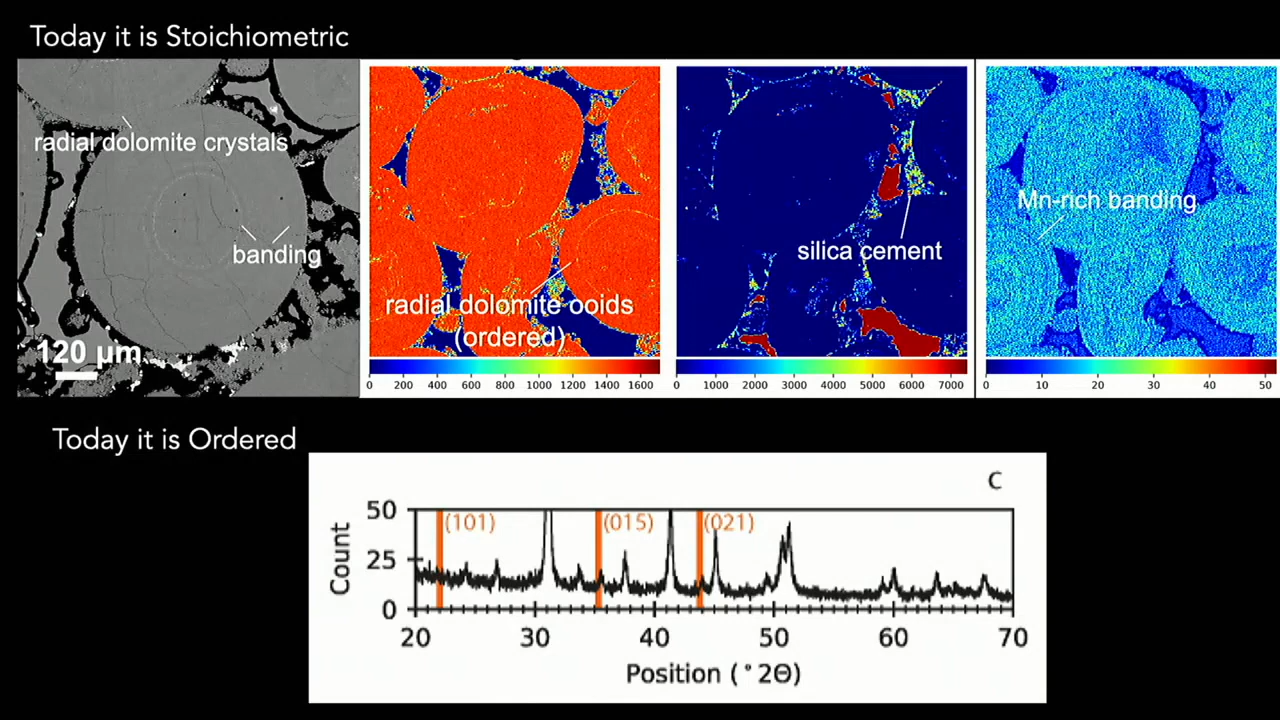 Today it is Stoichiometric
radial dolomite crystals
banding
120 µm
radial dolomite ooids
(ordered)
0 200 400 600 800 1000 1200 1400 1600
silica cement
0 1000 2000 3000 4000 5000 6000 7000
Mn-rich banding
0 10 20 30 40 50
Today it is Ordered
C
(101) (015) (021)
Count
50
25
0
20 30 40 50 60 70
Position (°2Θ)